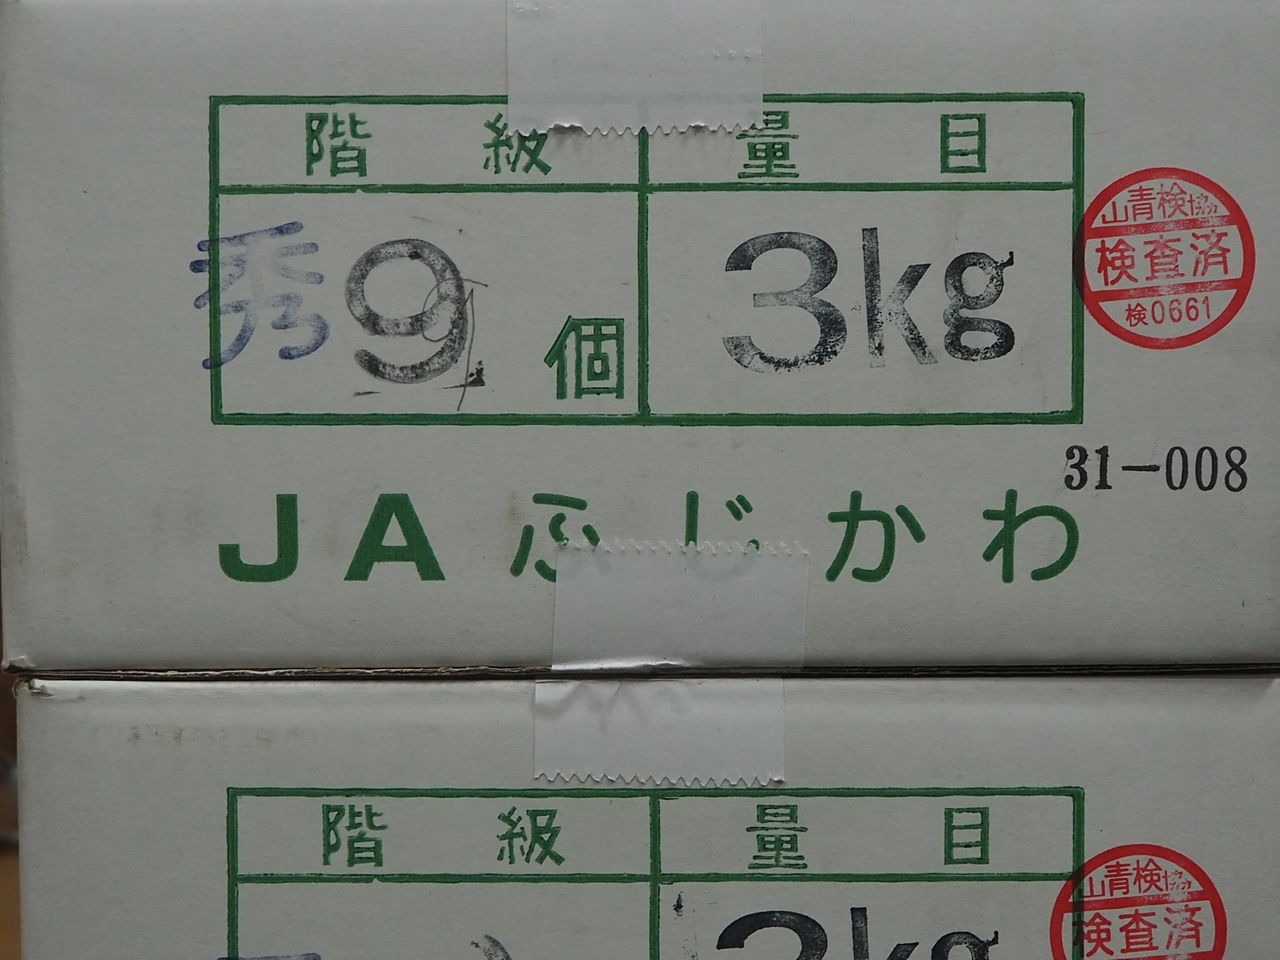 階級 量目
秀 9個 3kg
山青検協
検査済
検0661
31-008
JAふじかわ
階級 量目
3kg
山青検協
検査済